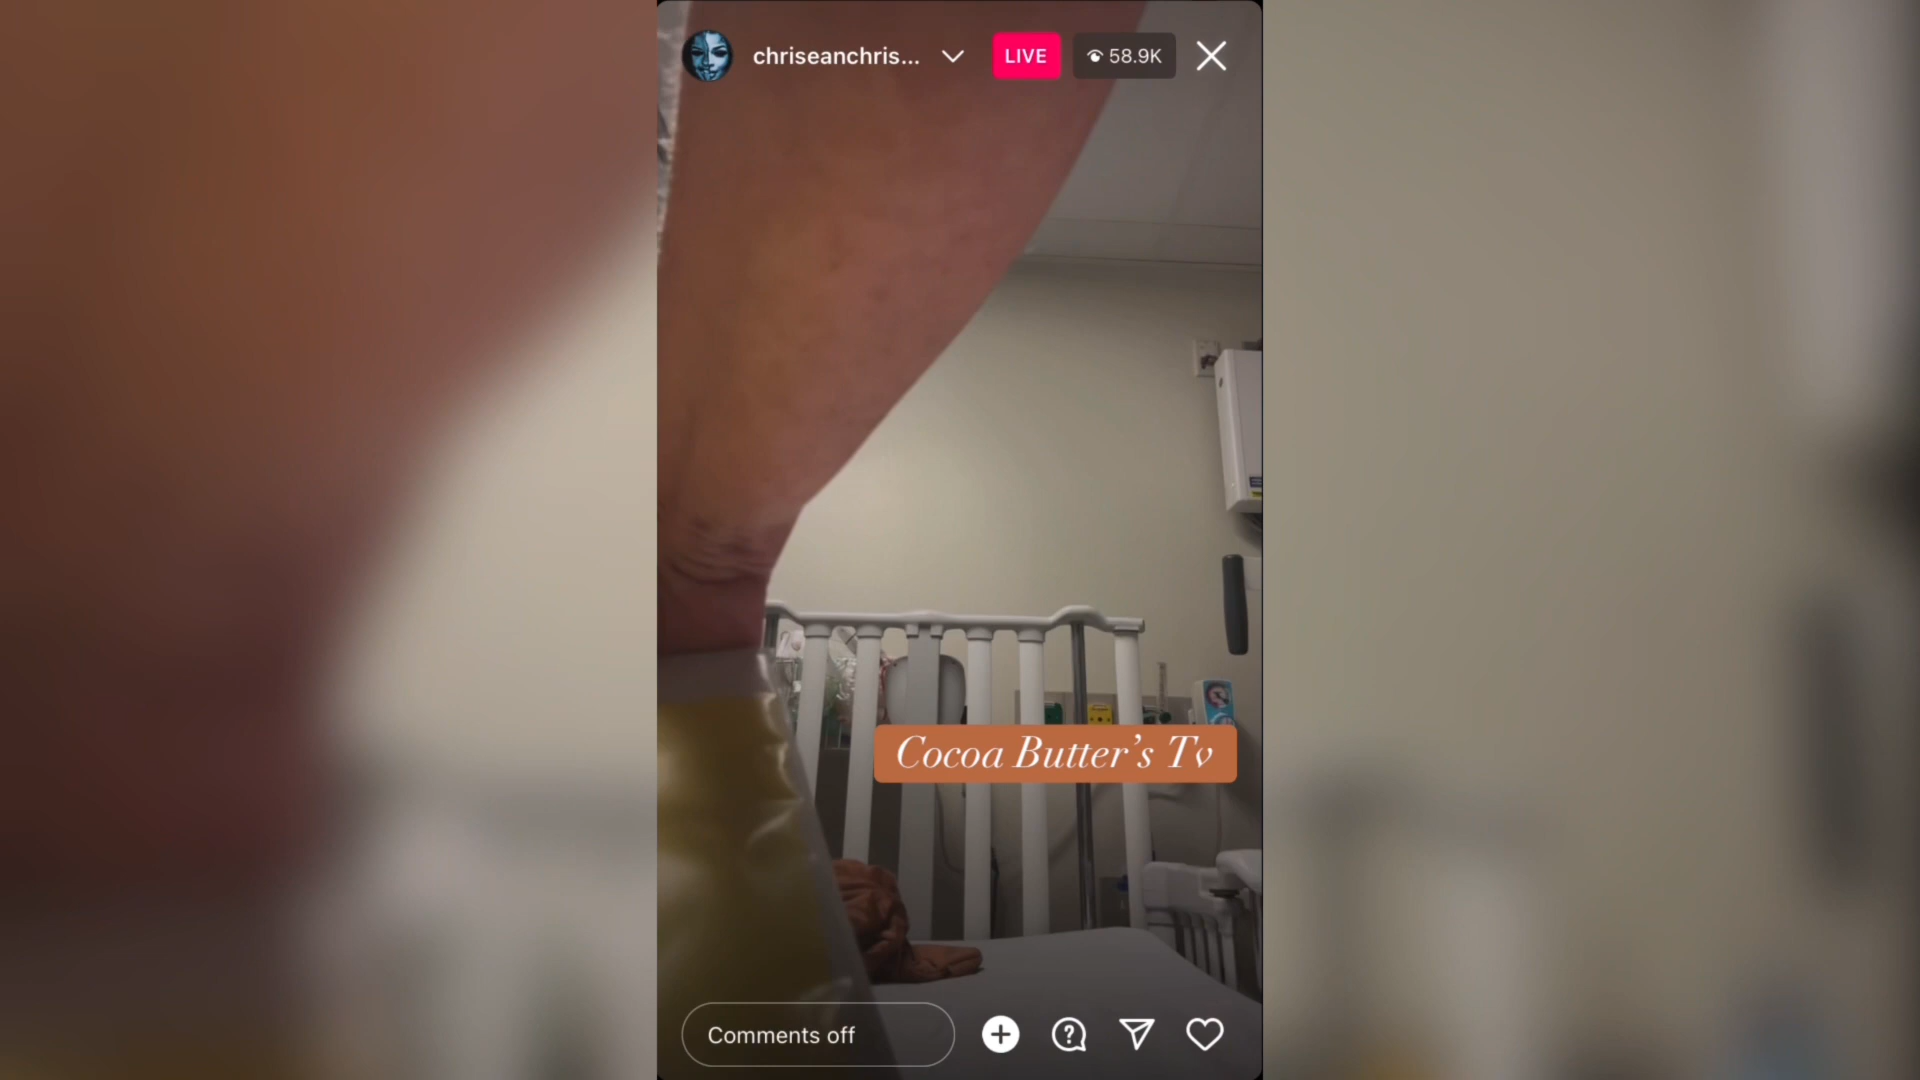 chriseanchris...
LIVE
58.9K
Cocoa Butter’s Tv
Comments off